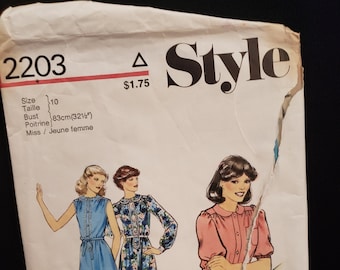 2203
$1.75
Style
Size
Taille
10
Bust
Poitrine
83cm(32½")
Miss / Jeune femme